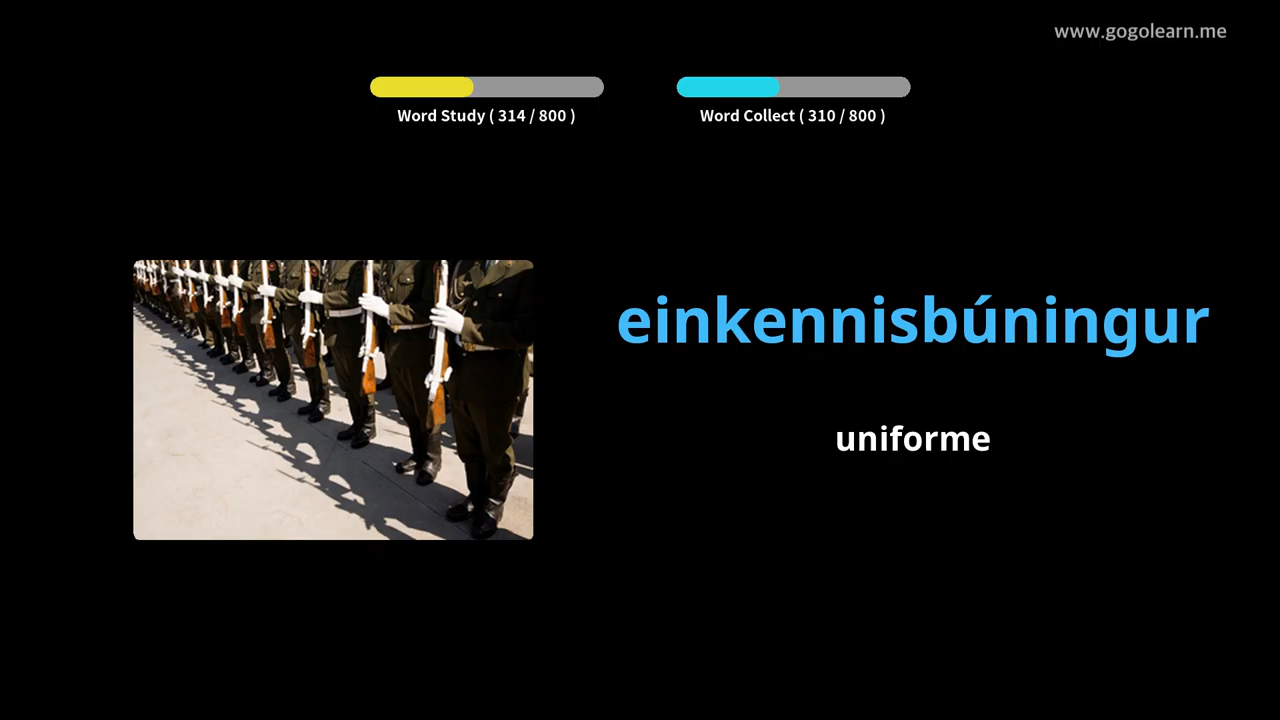 www.gogolearn.me
Word Study ( 314 / 800 )
Word Collect ( 310 / 800 )
einkennisbúningur
uniforme